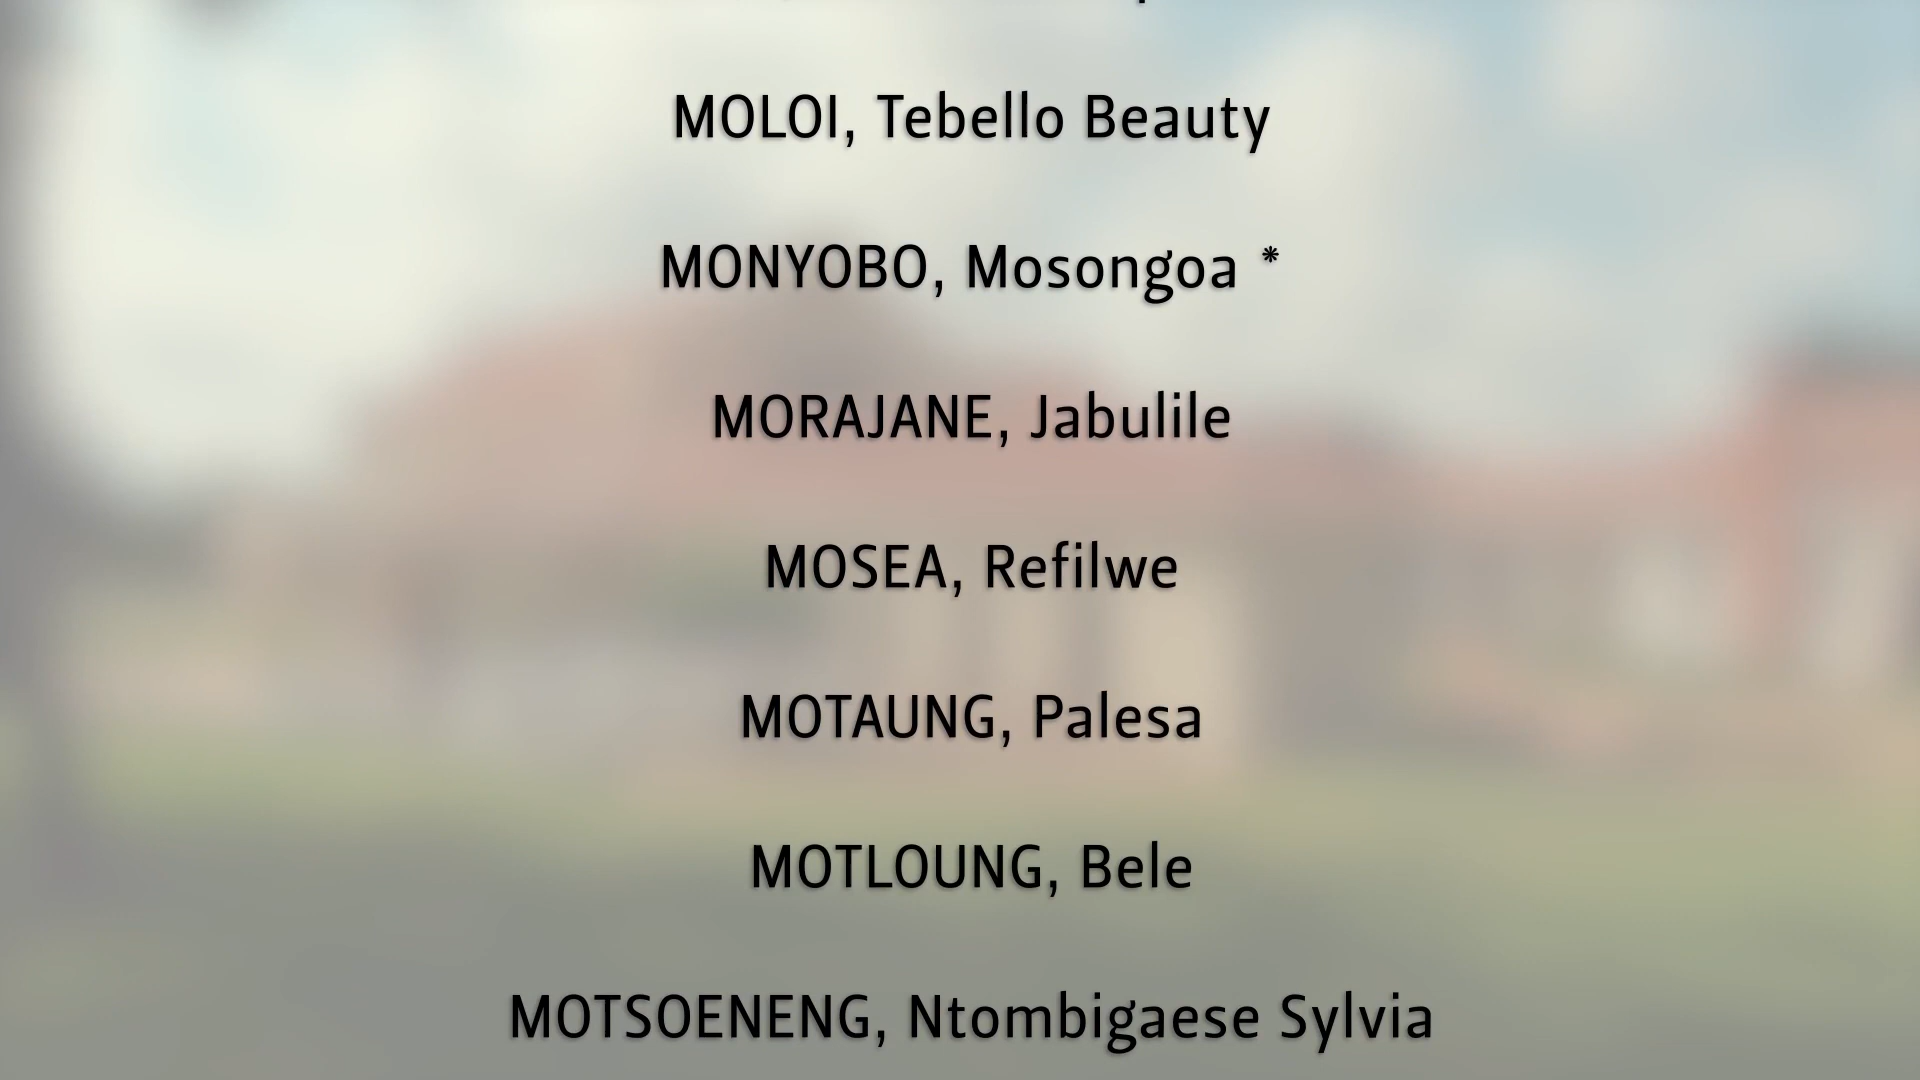 MOLOI, Tebello Beauty
MONYOBO, Mosongoa *
MORAJANE, Jabulile
MOSEA, Refilwe
MOTAUNG, Palesa
MOTLOUNG, Bele
MOTSOENENG, Ntombigaese Sylvia